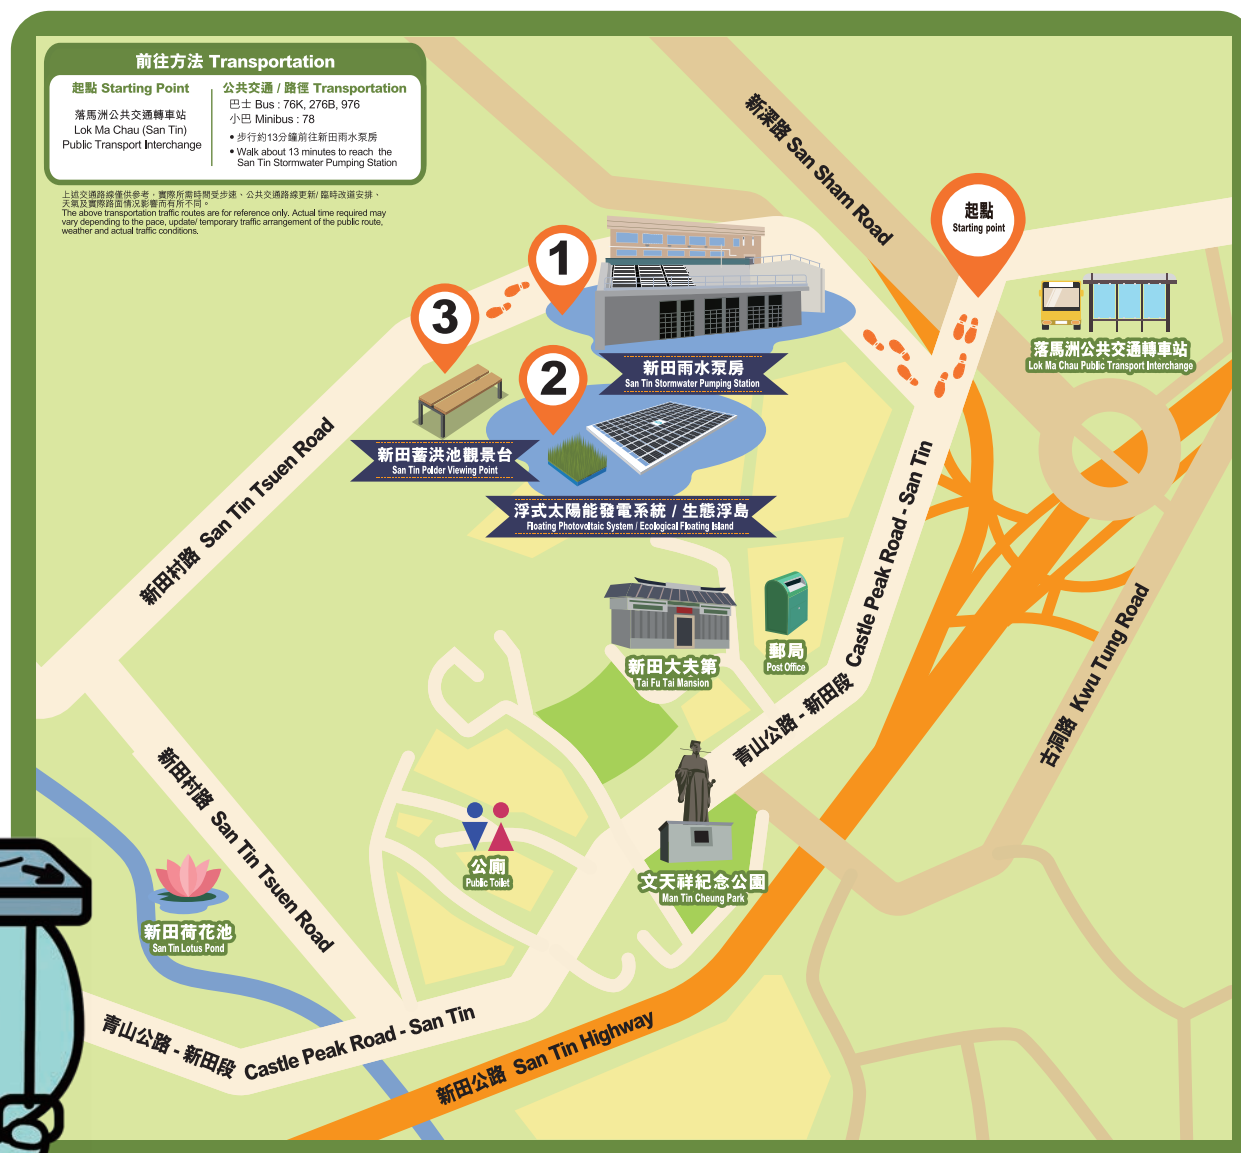 前往方法 Transportation
起點 Starting Point
落馬洲公共交通轉車站
Lok Ma Chau (San Tin)
Public Transport Interchange
公共交通 / 路徑 Transportation
巴士 Bus : 76K, 276B, 976
小巴 Minibus : 78
• 步行約13分鐘前往新田雨水泵房
• Walk about 13 minutes to reach the
San Tin Stormwater Pumping Station
上述交通路線僅供參考，實際所需時間受步速、公共交通路線更新/ 臨時改道安排、
天氣及實際路面情況影響而有所不同。
The above transportation traffic routes are for reference only. Actual time required may
vary depending to the pace, update/ temporary traffic arrangement of the public route,
weather and actual traffic conditions.
新深路 San Sham Road
起點
Starting point
1
3
2
新田雨水泵房
San Tin Stormwater Pumping Station
落馬洲公共交通轉車站
Lok Ma Chau Public Transport Interchange
新田蓄洪池觀景台
San Tin Polder Viewing Point
浮式太陽能發電系統 / 生態浮島
Floating Photovoltaic System / Ecological Floating Island
新田村路 San Tin Tsuen Road
青山公路 - 新田段 Castle Peak Road - San Tin
古洞路 Kwu Tung Road
新田大夫第
Tai Fu Tai Mansion
郵局
Post Office
新田村路 San Tin Tsuen Road
公廁
Public Toilet
文天祥紀念公園
Man Tin Cheung Park
新田荷花池
San Tin Lotus Pond
青山公路 - 新田段 Castle Peak Road - San Tin
新田公路 San Tin Highway